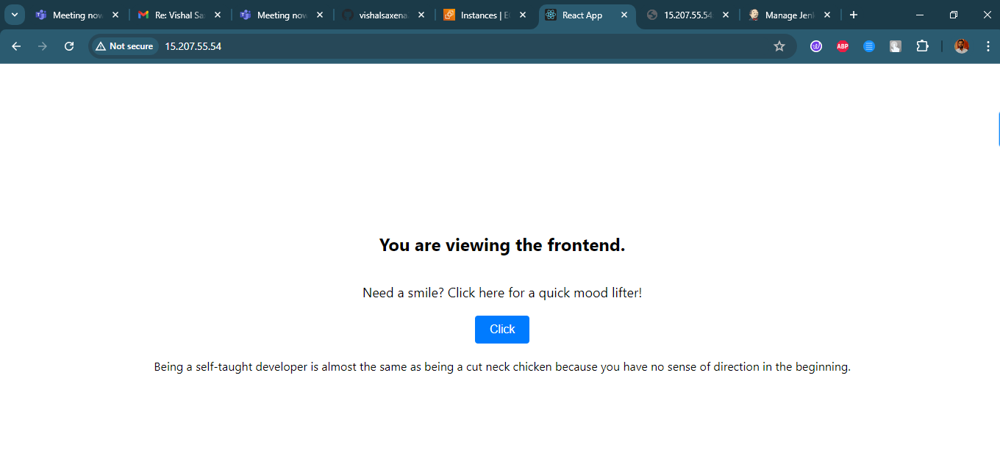 Meeting now
Re: Vishal Sa
Meeting now
vishalsaxena
Instances | E
React App
15.207.55.54
Manage Jenk
Not secure
15.207.55.54
ABP
You are viewing the frontend.
Need a smile? Click here for a quick mood lifter!
Click
Being a self-taught developer is almost the same as being a cut neck chicken because you have no sense of direction in the beginning.